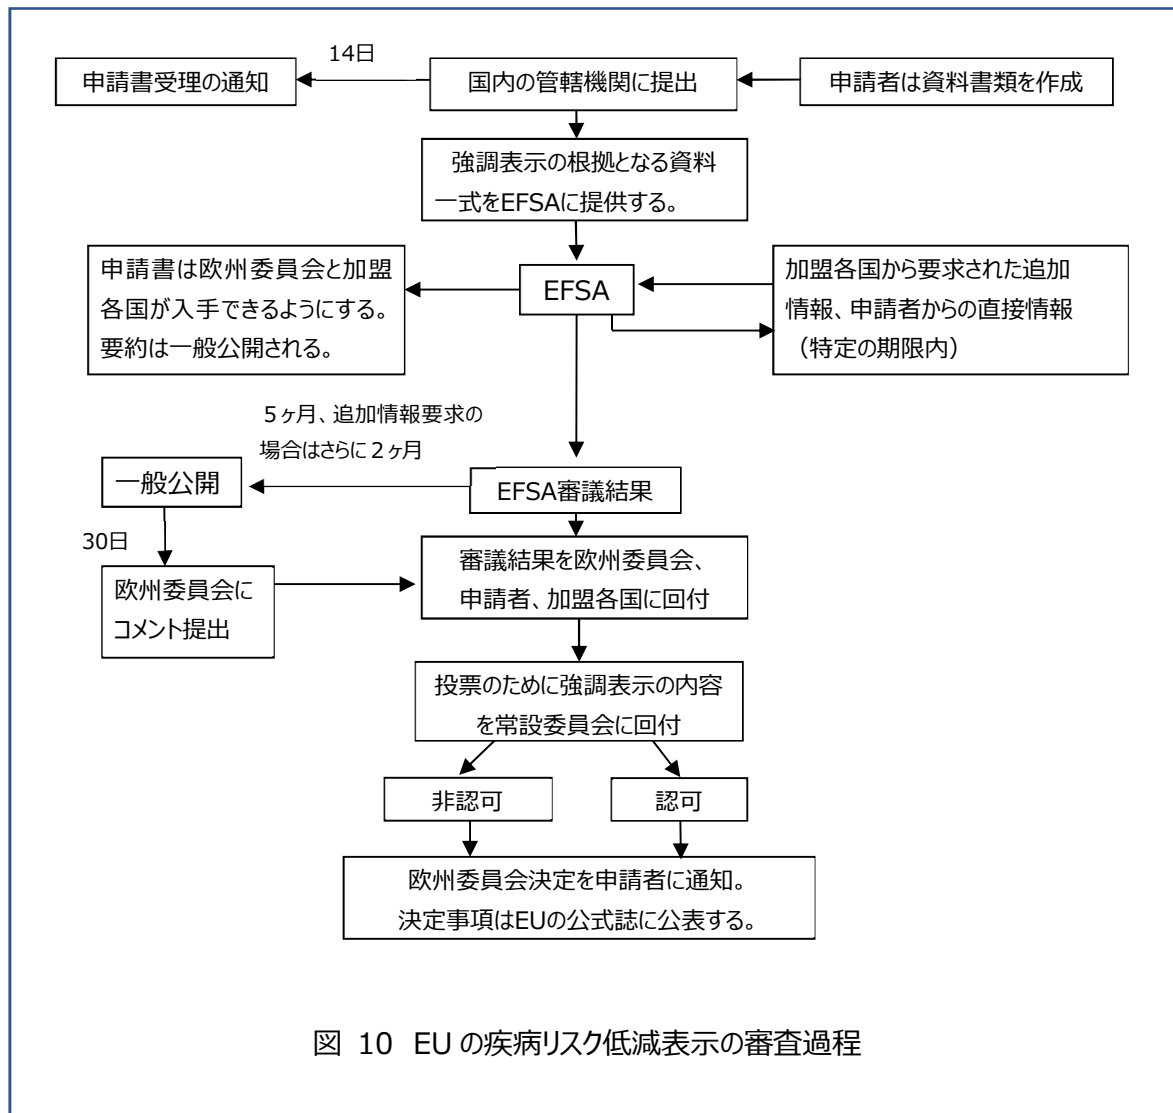 14日
申請書受理の通知
国内の管轄機関に提出
申請者は資料書類を作成
強調表示の根拠となる資料
一式をEFSAに提供する。
申請書は欧州委員会と加盟
各国が入手できるようにする。
要約は一般公開される。
EFSA
加盟各国から要求された追加
情報、申請者からの直接情報
（特定の期限内）
５ヶ月、追加情報要求の
場合はさらに２ヶ月
一般公開
EFSA審議結果
30日
欧州委員会に
コメント提出
審議結果を欧州委員会、
申請者、加盟各国に回付
投票のために強調表示の内容
を常設委員会に回付
非認可
認可
欧州委員会決定を申請者に通知。
決定事項はEUの公式誌に公表する。
図 10 EU の疾病リスク低減表示の審査過程